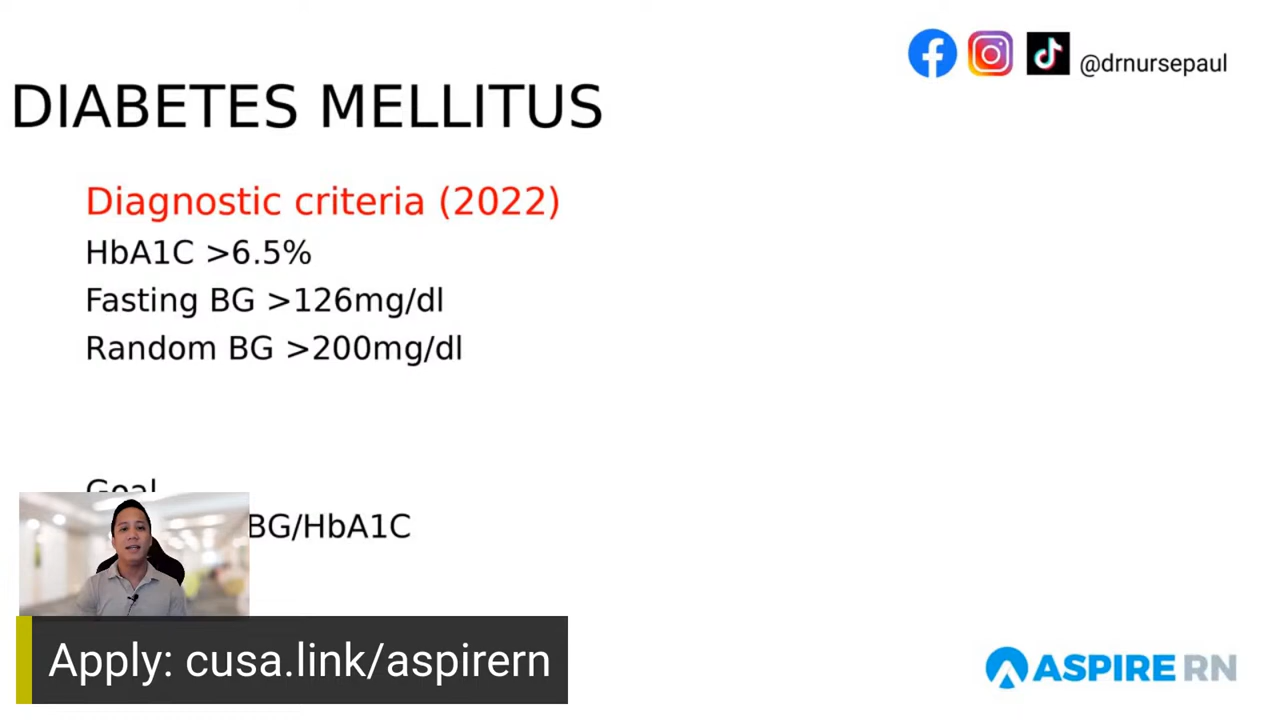 @drnursepaul
DIABETES MELLITUS
Diagnostic criteria (2022)
HbA1C >6.5%
Fasting BG >126mg/dl
Random BG >200mg/dl
Goal
BG/HbA1C
Apply: cusa.link/aspirern
ASPIRE RN